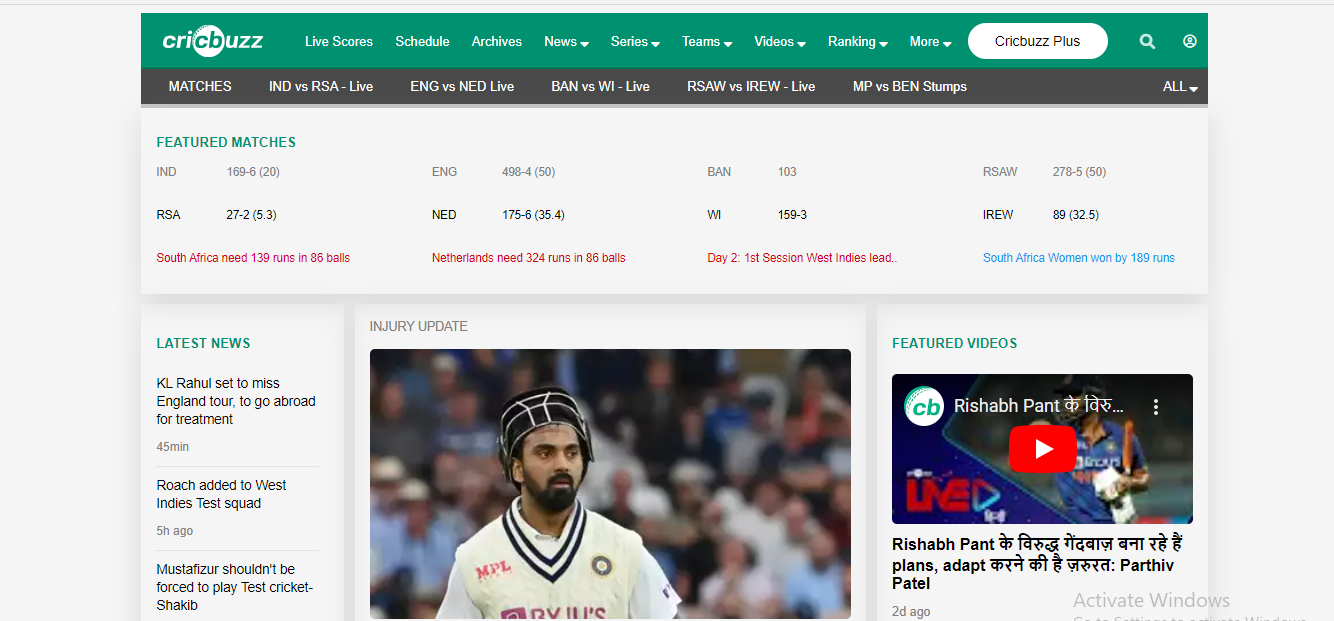 cricbuzz Live Scores Schedule Archives News Series Teams Videos Ranking More Cricbuzz Plus
MATCHES IND vs RSA - Live ENG vs NED Live BAN vs WI - Live RSAW vs IREW - Live MP vs BEN Stumps ALL
FEATURED MATCHES
IND 169-6 (20) ENG 498-4 (50) BAN 103 RSAW 278-5 (50)
RSA 27-2 (5.3) NED 175-6 (35.4) WI 159-3 IREW 89 (32.5)
South Africa need 139 runs in 86 balls Netherlands need 324 runs in 86 balls Day 2: 1st Session West Indies lead.. South Africa Women won by 189 runs
LATEST NEWS
KL Rahul set to miss
England tour, to go abroad
for treatment
45min
Roach added to West
Indies Test squad
5h ago
Mustafizur shouldn't be
forced to play Test cricket-
Shakib
INJURY UPDATE
MPL
BYJU'S
FEATURED VIDEOS
cb Rishabh Pant के विरु...
LIVE
हिंदी
Rishabh Pant के विरुद्ध गेंदबाज़ बना रहे हैं
plans, adapt करने की है ज़रुरत: Parthiv
Patel
2d ago
Activate Windows
Go to Settings to activate Windows